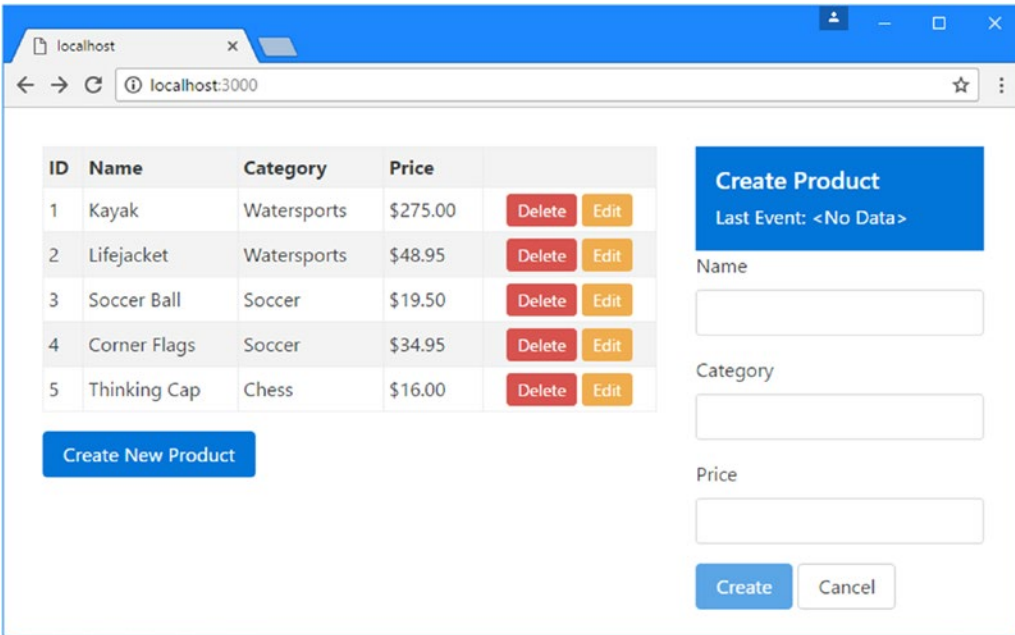 localhost
localhost:3000
ID Name Category Price
1 Kayak Watersports $275.00 Delete Edit
2 Lifejacket Watersports $48.95 Delete Edit
3 Soccer Ball Soccer $19.50 Delete Edit
4 Corner Flags Soccer $34.95 Delete Edit
5 Thinking Cap Chess $16.00 Delete Edit
Create New Product
Create Product
Last Event: <No Data>
Name
Category
Price
Create Cancel